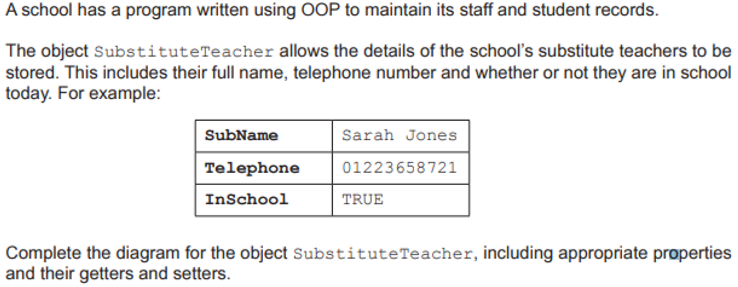 A school has a program written using OOP to maintain its staff and student records.
The object SubstituteTeacher allows the details of the school's substitute teachers to be
stored. This includes their full name, telephone number and whether or not they are in school
today. For example:
SubName Sarah Jones
Telephone 01223658721
InSchool TRUE
Complete the diagram for the object SubstituteTeacher, including appropriate properties
and their getters and setters.